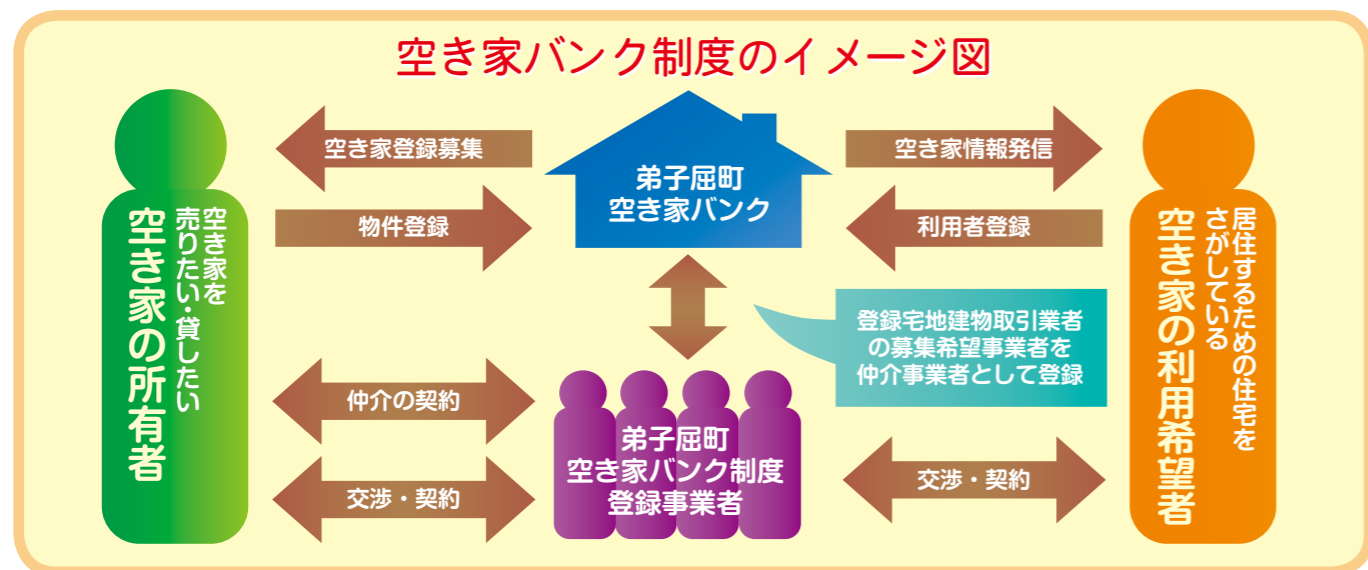 空き家バンク制度のイメージ図
空き家を
売りたい・貸したい
空き家の所有者
空き家登録募集
物件登録
弟子屈町
空き家バンク
空き家情報発信
利用者登録
居住するための住宅を
さがしている
空き家の利用希望者
登録宅地建物取引業者
の募集希望事業者を
仲介事業者として登録
仲介の契約
交渉・契約
弟子屈町
空き家バンク制度
登録事業者
交渉・契約